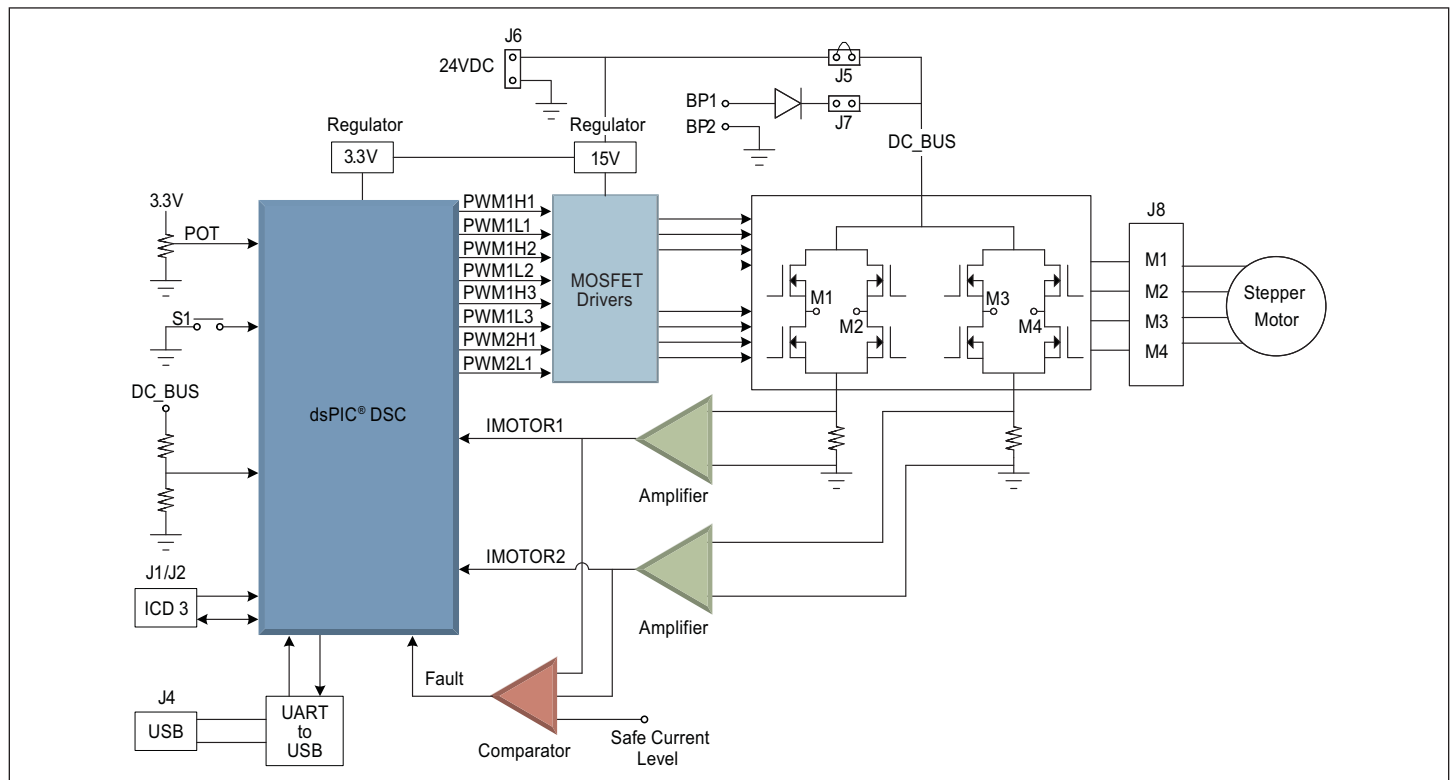 J6
24VDC
J5
BP1
J7
BP2
DC_BUS
Regulator
3.3V
Regulator
15V
3.3V
POT
S1
DC_BUS
J1/J2
ICD 3
J4
USB
UART
to
USB
dsPIC® DSC
PWM1H1
PWM1L1
PWM1H2
PWM1L2
PWM1H3
PWM1L3
PWM2H1
PWM2L1
MOSFET
Drivers
M1
M2
M3
M4
J8
M1
M2
M3
M4
Stepper
Motor
IMOTOR1
Amplifier
IMOTOR2
Amplifier
Fault
Comparator
Safe Current
Level